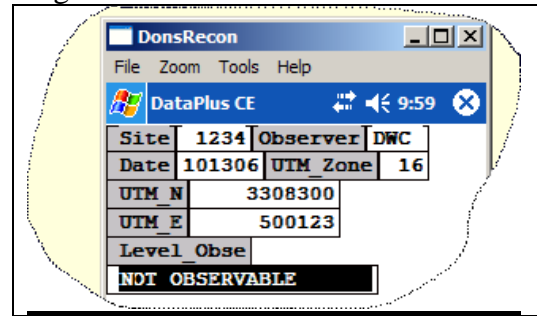 DonsRecon
File Zoom Tools Help
DataPlus CE 9:59
Site 1234 Observer DWC
Date 101306 UTM_Zone 16
UTM_N 3308300
UTM_E 500123
Level_Obse
NOT OBSERVABLE